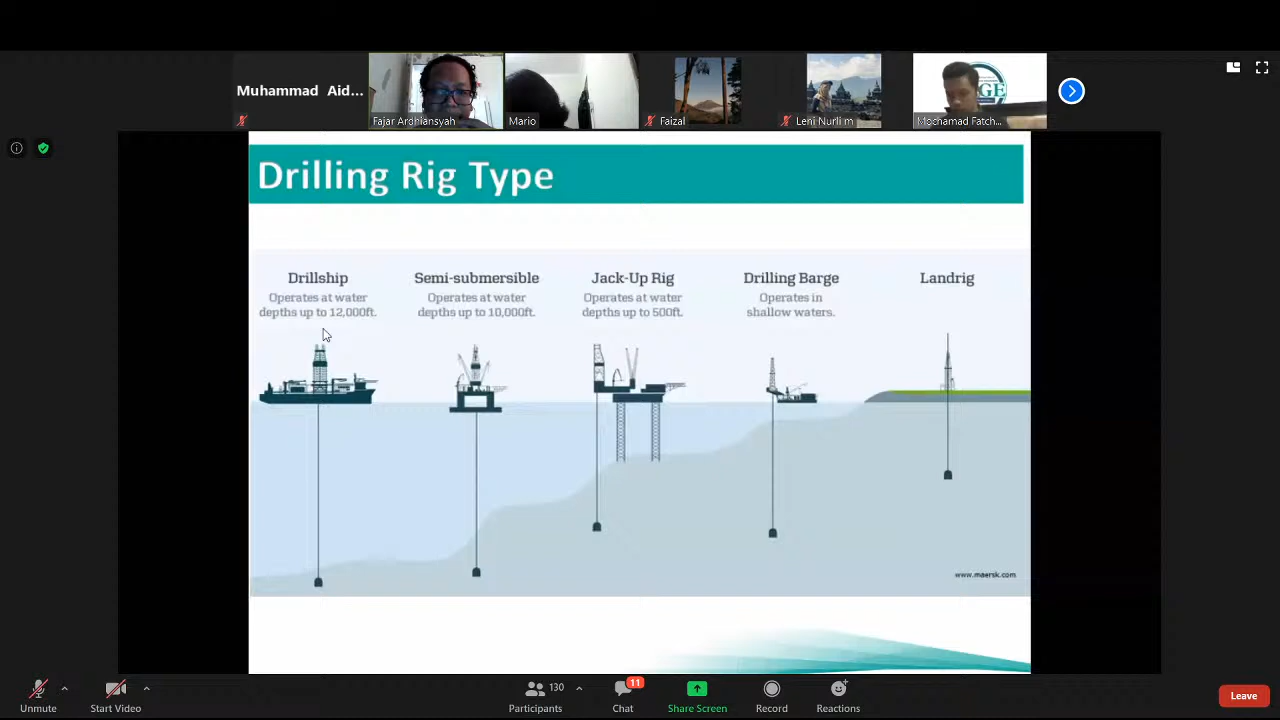 Muhammad Aid...
Fajar Ardhiansyah
Mario
Faizal
Leni Nurli m
Mochamad Fatch...
GE
Drilling Rig Type
Drillship
Operates at water
depths up to 12,000ft.
Semi-submersible
Operates at water
depths up to 10,000ft.
Jack-Up Rig
Operates at water
depths up to 500ft.
Drilling Barge
Operates in
shallow waters.
Landrig
www.maersk.com
Unmute
Start Video
130
Participants
11
Chat
Share Screen
Record
Reactions
Leave